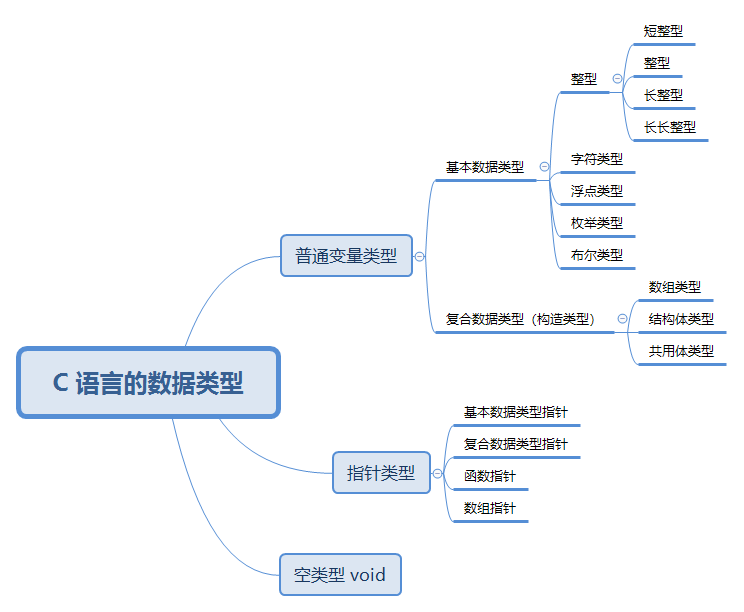 C 语言的数据类型
普通变量类型
基本数据类型
整型
短整型
整型
长整型
长长整型
字符类型
浮点类型
枚举类型
布尔类型
复合数据类型（构造类型）
数组类型
结构体类型
共用体类型
指针类型
基本数据类型指针
复合数据类型指针
函数指针
数组指针
空类型 void